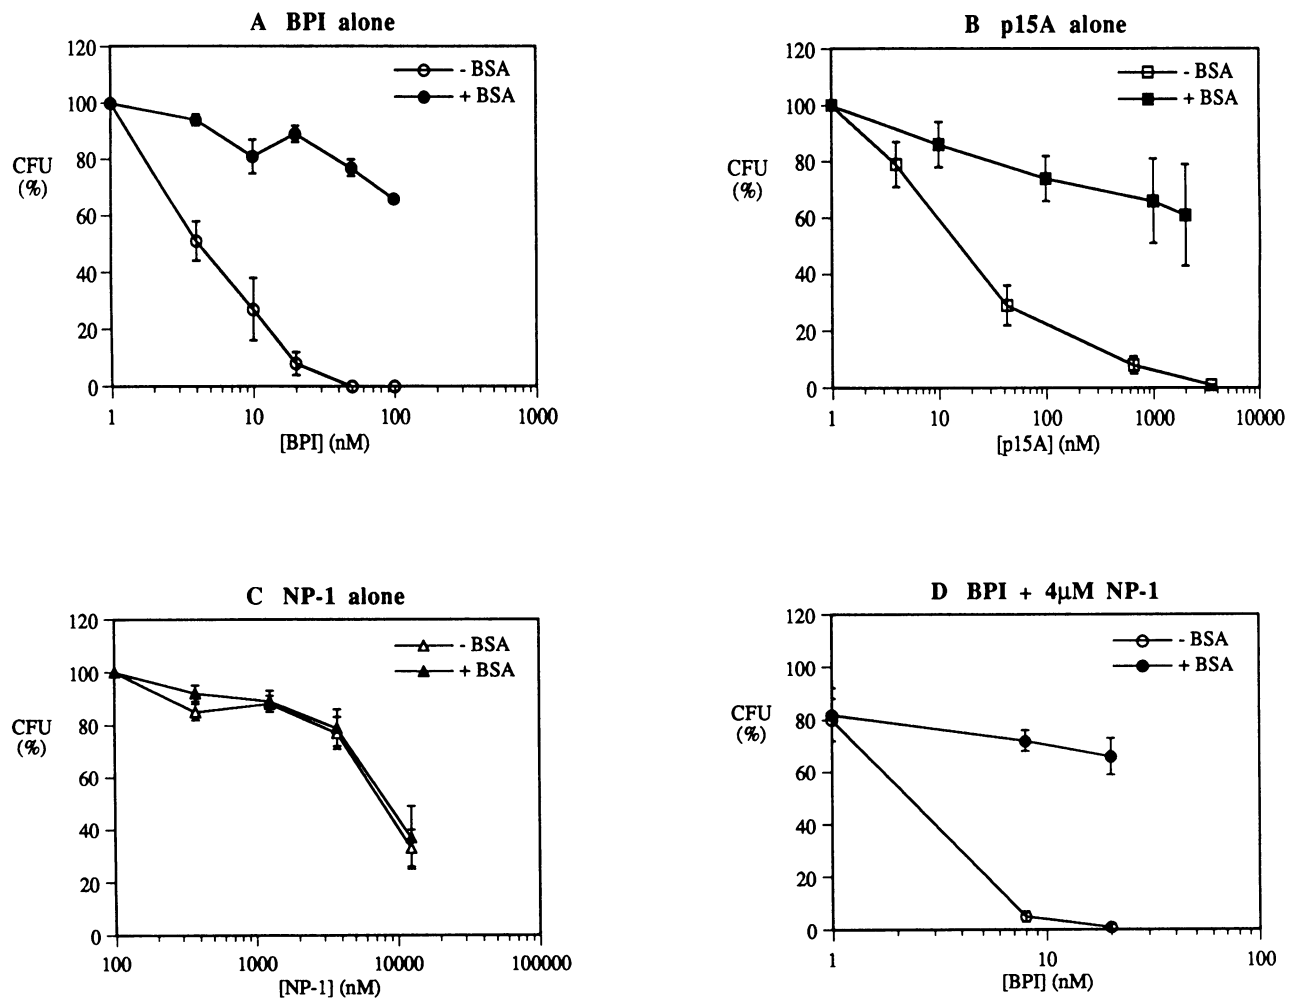 A BPI alone
120
100
80
60
40
20
0
CFU
(%)
- BSA
+ BSA
1
10
100
1000
[BPI] (nM)
B p15A alone
120
100
80
60
40
20
0
CFU
(%)
- BSA
+ BSA
1
10
100
1000
10000
[p15A] (nM)
C NP-1 alone
120
100
80
60
40
20
0
CFU
(%)
- BSA
+ BSA
100
1000
10000
100000
[NP-1] (nM)
D BPI + 4μM NP-1
120
100
80
60
40
20
0
CFU
(%)
- BSA
+ BSA
1
10
100
[BPI] (nM)